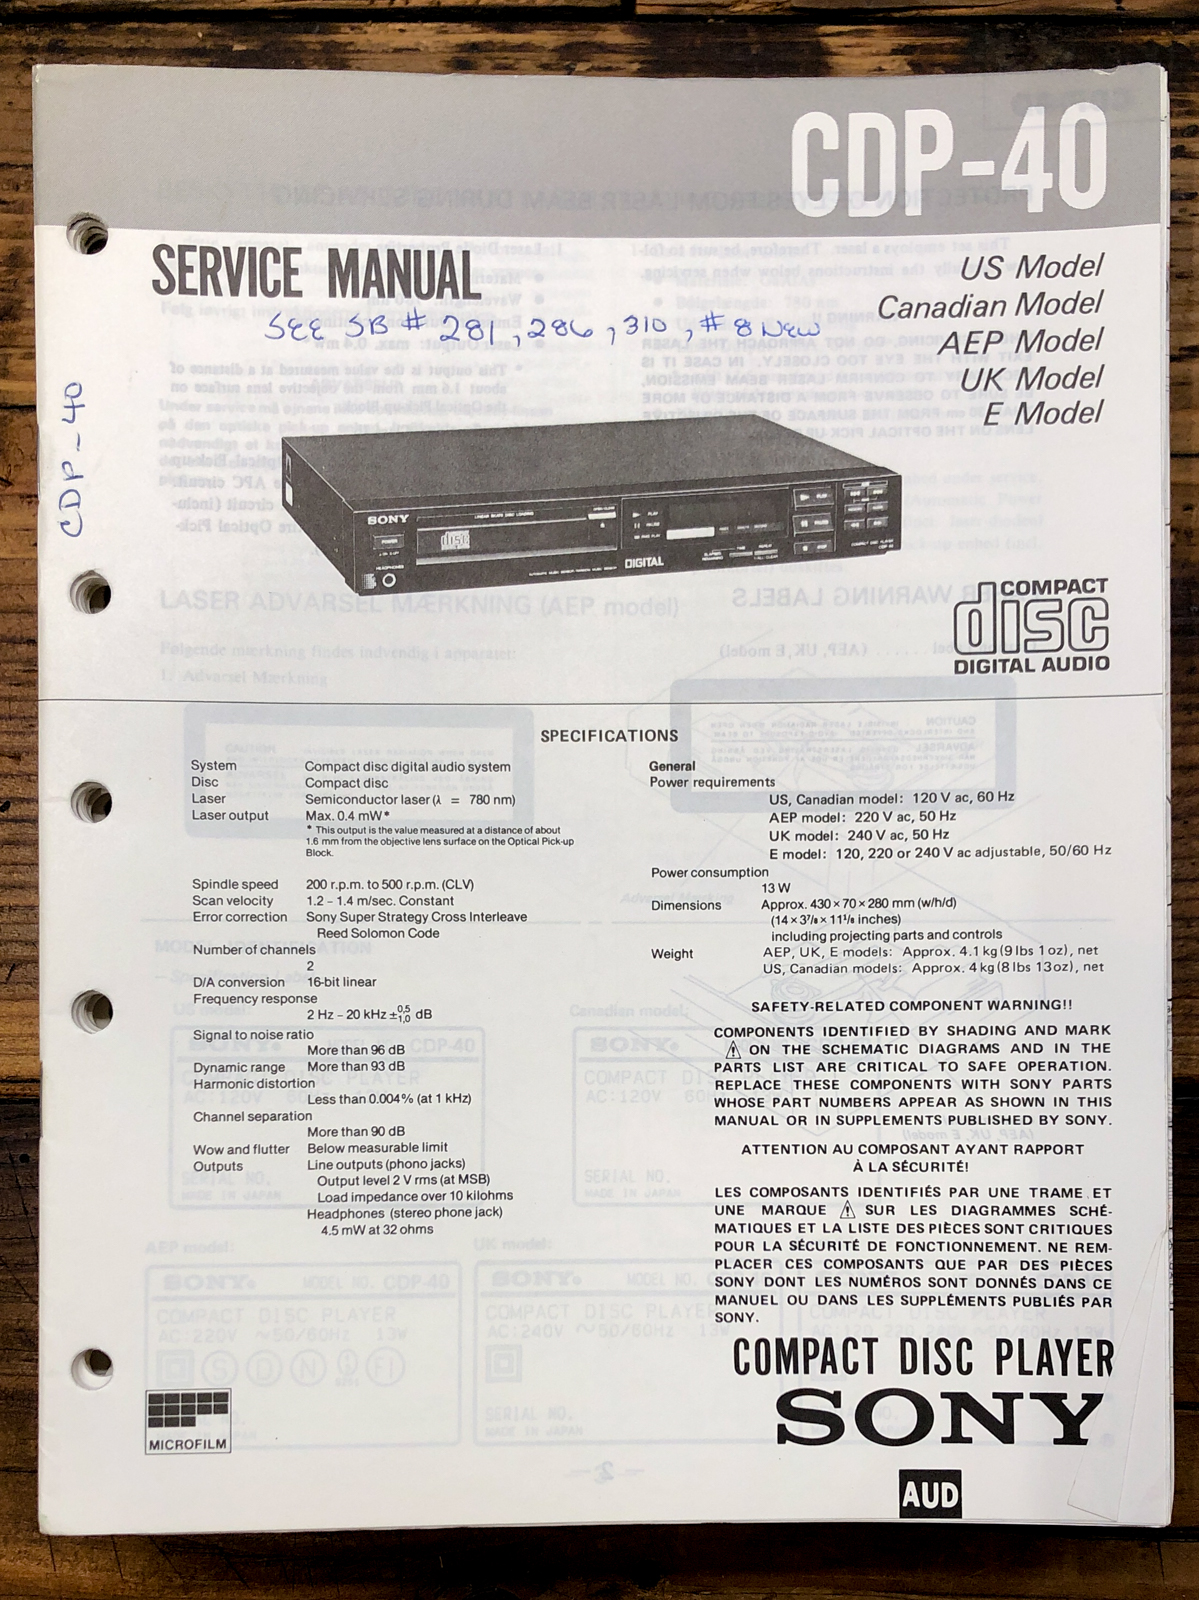 CDP-40
SERVICE MANUAL
SEE SB # 281, 286, 310, # 8 NEW
US Model
Canadian Model
AEP Model
UK Model
E Model
CDP-40
SONY
POWER
HEADPHONES
disc
DIGITAL
COMPACT
disc
DIGITAL AUDIO
SPECIFICATIONS
System Compact disc digital audio system
Disc Compact disc
Laser Semiconductor laser (λ = 780 nm)
Laser output Max. 0.4 mW*
* This output is the value measured at a distance of about
1.6 mm from the objective lens surface on the Optical Pick-up
Block.
Spindle speed 200 r.p.m. to 500 r.p.m. (CLV)
Scan velocity 1.2 - 1.4 m/sec. Constant
Error correction Sony Super Strategy Cross Interleave
Reed Solomon Code
Number of channels
2
D/A conversion 16-bit linear
Frequency response
2 Hz - 20 kHz ±0.5/1.0 dB
Signal to noise ratio
More than 96 dB
Dynamic range More than 93 dB
Harmonic distortion
Less than 0.004% (at 1 kHz)
Channel separation
More than 90 dB
Wow and flutter Below measurable limit
Outputs Line outputs (phono jacks)
Output level 2 V rms (at MSB)
Load impedance over 10 kilohms
Headphones (stereo phone jack)
4.5 mW at 32 ohms
General
Power requirements
US, Canadian model: 120 V ac, 60 Hz
AEP model: 220 V ac, 50 Hz
UK model: 240 V ac, 50 Hz
E model: 120, 220 or 240 V ac adjustable, 50/60 Hz
Power consumption
13 W
Dimensions Approx. 430 × 70 × 280 mm (w/h/d)
(14 × 3 7/8 × 11 1/8 inches)
including projecting parts and controls
Weight AEP, UK, E models: Approx. 4.1 kg (9 lbs 1 oz), net
US, Canadian models: Approx. 4 kg (8 lbs 13 oz), net
SAFETY-RELATED COMPONENT WARNING!!
COMPONENTS IDENTIFIED BY SHADING AND MARK
⚠ ON THE SCHEMATIC DIAGRAMS AND IN THE
PARTS LIST ARE CRITICAL TO SAFE OPERATION.
REPLACE THESE COMPONENTS WITH SONY PARTS
WHOSE PART NUMBERS APPEAR AS SHOWN IN THIS
MANUAL OR IN SUPPLEMENTS PUBLISHED BY SONY.
ATTENTION AU COMPOSANT AYANT RAPPORT
À LA SÉCURITÉ!
LES COMPOSANTS IDENTIFIÉS PAR UNE TRAME ET
UNE MARQUE ⚠ SUR LES DIAGRAMMES SCHÉ-
MATIQUES ET LA LISTE DES PIÈCES SONT CRITIQUES
POUR LA SÉCURITÉ DE FONCTIONNEMENT. NE REM-
PLACER CES COMPOSANTS QUE PAR DES PIÈCES
SONY DONT LES NUMÉROS SONT DONNÉS DANS CE
MANUEL OU DANS LES SUPPLÉMENTS PUBLIÉS PAR
SONY.
COMPACT DISC PLAYER
SONY
MICROFILM
AUD